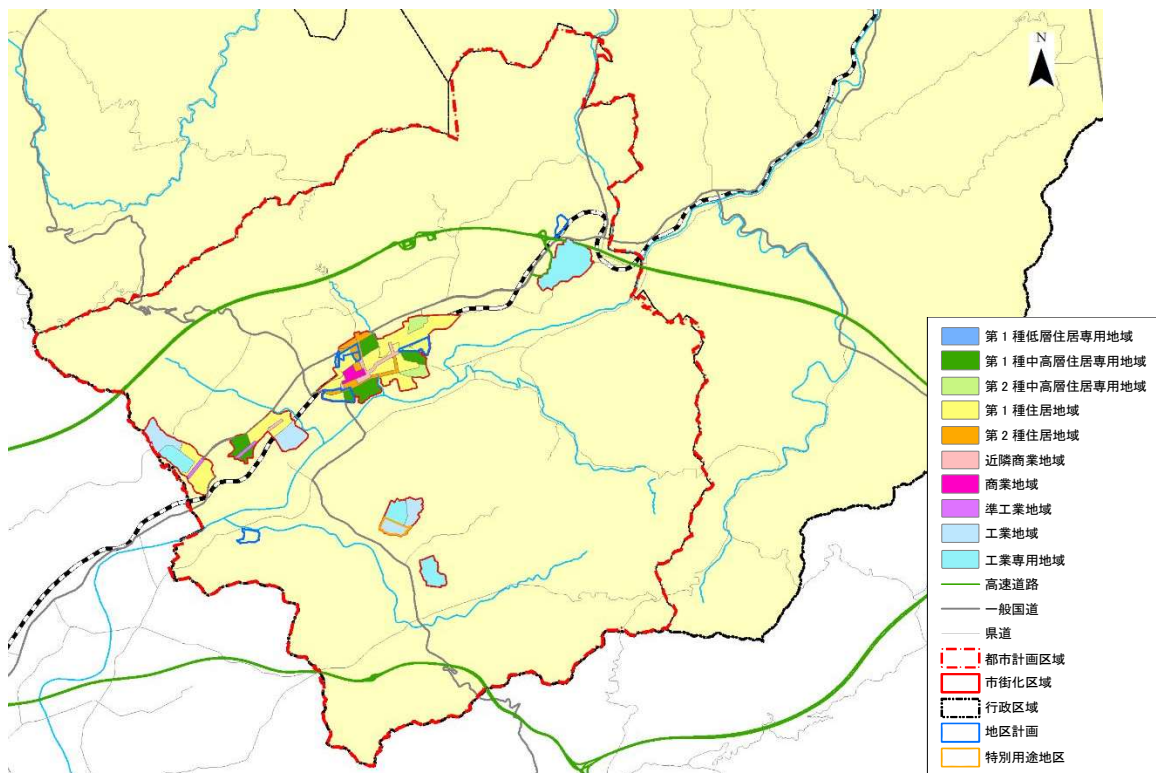 N
第1種低層住居専用地域
第1種中高層住居専用地域
第2種中高層住居専用地域
第1種住居地域
第2種住居地域
近隣商業地域
商業地域
準工業地域
工業地域
工業専用地域
高速道路
一般国道
県道
都市計画区域
市街化区域
行政区域
地区計画
特別用途地区